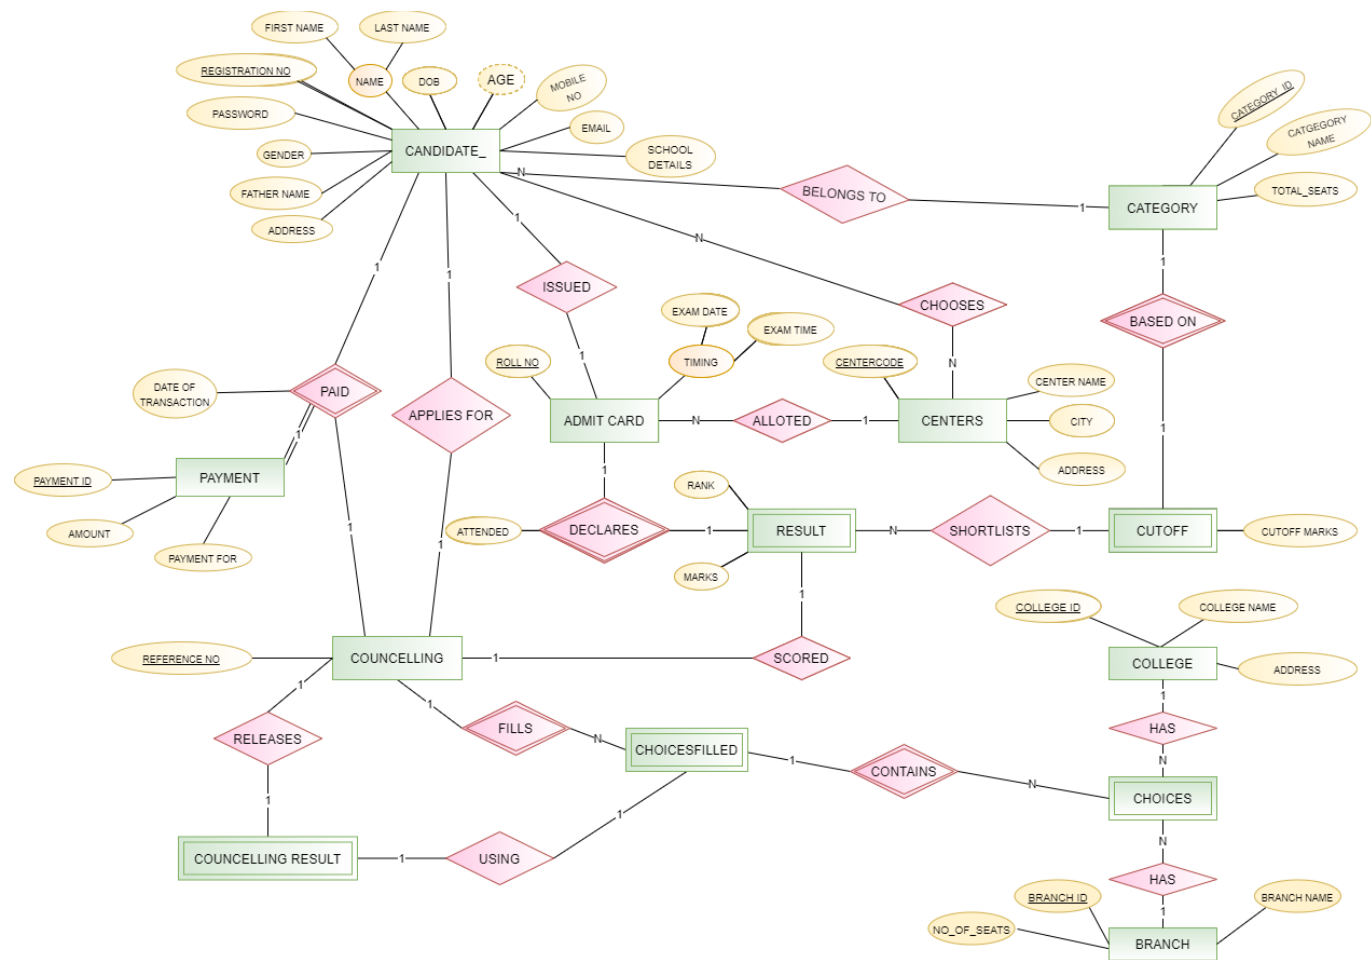 FIRST NAME
LAST NAME
REGISTRATION NO
NAME
DOB
AGE
MOBILE
NO
PASSWORD
EMAIL
GENDER
CANDIDATE_
SCHOOL
DETAILS
FATHER NAME
ADDRESS
CATEGORY ID
CATGEGORY
NAME
TOTAL_SEATS
N
BELONGS TO
1
CATEGORY
1
1
1
N
1
ISSUED
CHOOSES
BASED ON
EXAM DATE
EXAM TIME
TIMING
1
N
ROLL NO
CENTERCODE
CENTER NAME
DATE OF
TRANSACTION
PAID
APPLIES FOR
ADMIT CARD
N
ALLOTED
1
CENTERS
CITY
1
1
1
ADDRESS
PAYMENT
PAYMENT ID
AMOUNT
PAYMENT FOR
1
1
RANK
ATTENDED
DECLARES
1
RESULT
N
SHORTLISTS
1
CUTOFF
CUTOFF MARKS
MARKS
1
COLLEGE ID
COLLEGE NAME
REFERENCE NO
COUNCELLING
1
SCORED
COLLEGE
ADDRESS
1
1
1
RELEASES
FILLS
N
CHOICESFILLED
HAS
1
CONTAINS
N
N
CHOICES
1
1
N
COUNCELLING RESULT
1
USING
HAS
BRANCH ID
BRANCH NAME
1
NO_OF_SEATS
BRANCH